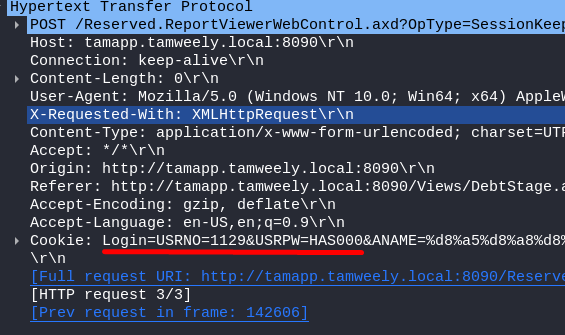 Hypertext Transfer Protocol
POST /Reserved.ReportViewerWebControl.axd?OpType=SessionKeep
Host: tamapp.tamweely.local:8090\r\n
Connection: keep-alive\r\n
Content-Length: 0\r\n
User-Agent: Mozilla/5.0 (Windows NT 10.0; Win64; x64) AppleW
X-Requested-With: XMLHttpRequest\r\n
Content-Type: application/x-www-form-urlencoded; charset=UTF
Accept: */*\r\n
Origin: http://tamapp.tamweely.local:8090\r\n
Referer: http://tamapp.tamweely.local:8090/Views/DebtStage.a
Accept-Encoding: gzip, deflate\r\n
Accept-Language: en-US,en;q=0.9\r\n
Cookie: Login=USRNO=1129&USRPW=HAS000&ANAME=%d8%a5%d8%a8%d8%
\r\n
[Full request URI: http://tamapp.tamweely.local:8090/Reserve
[HTTP request 3/3]
[Prev request in frame: 142606]